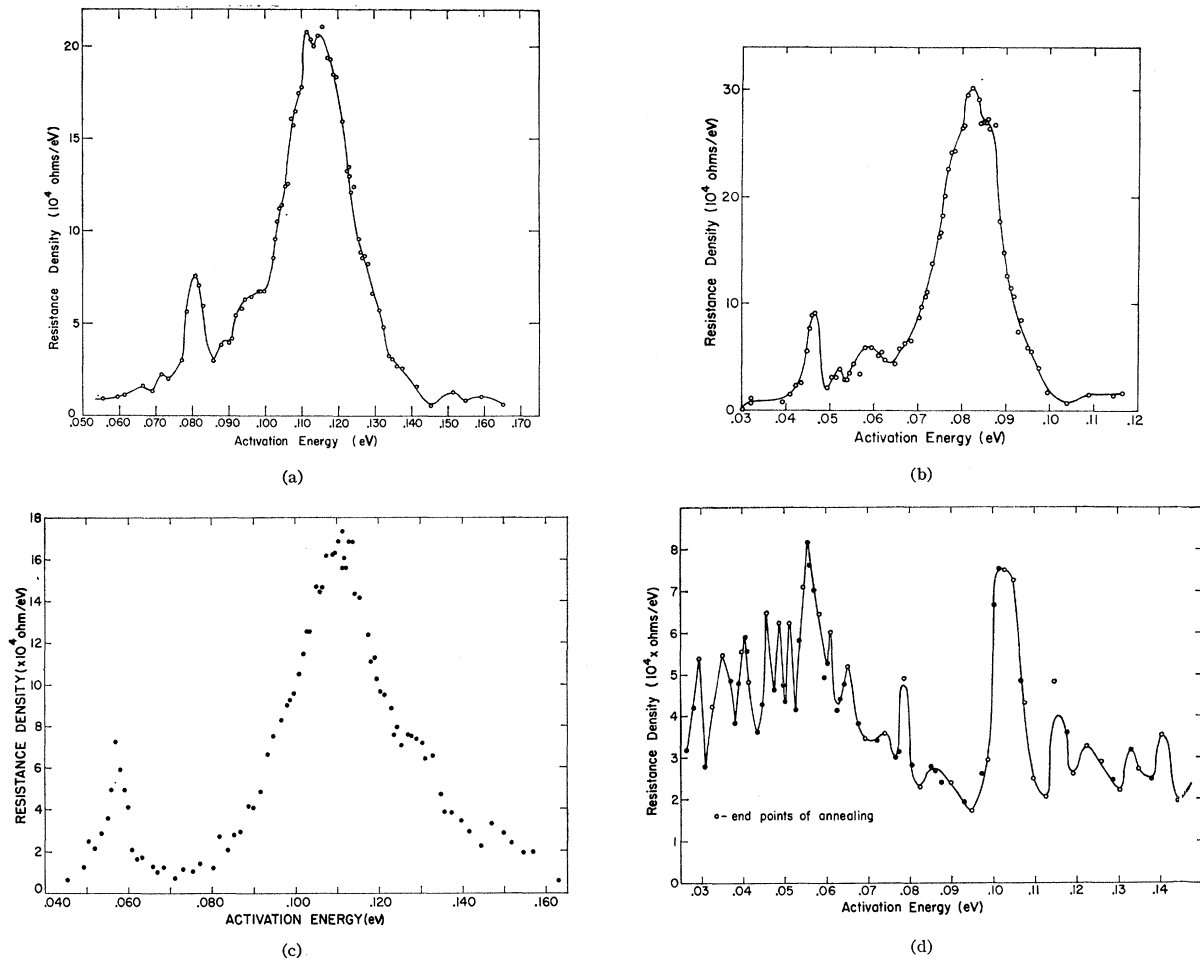 20
15
10
5
0
Resistance Density (10⁴ ohms/eV)
.050 .060 .070 .080 .090 .100 .110 .120 .130 .140 .150 .160 .170
Activation Energy (eV)
(a)
30
20
10
0
Resistance Density (10⁴ ohms/eV)
.03 .04 .05 .06 .07 .08 .09 .10 .11 .12
Activation Energy (eV)
(b)
18
16
14
12
10
8
6
4
2
0
RESISTANCE DENSITY (x10⁴ ohm/eV)
.040 .060 .080 .100 .120 .140 .160
ACTIVATION ENERGY (eV)
(c)
8
7
6
5
4
3
2
1
0
Resistance Density (10⁴ x ohms/eV)
o- end points of annealing
.03 .04 .05 .06 .07 .08 .09 .10 .11 .12 .13 .14
Activation Energy (eV)
(d)